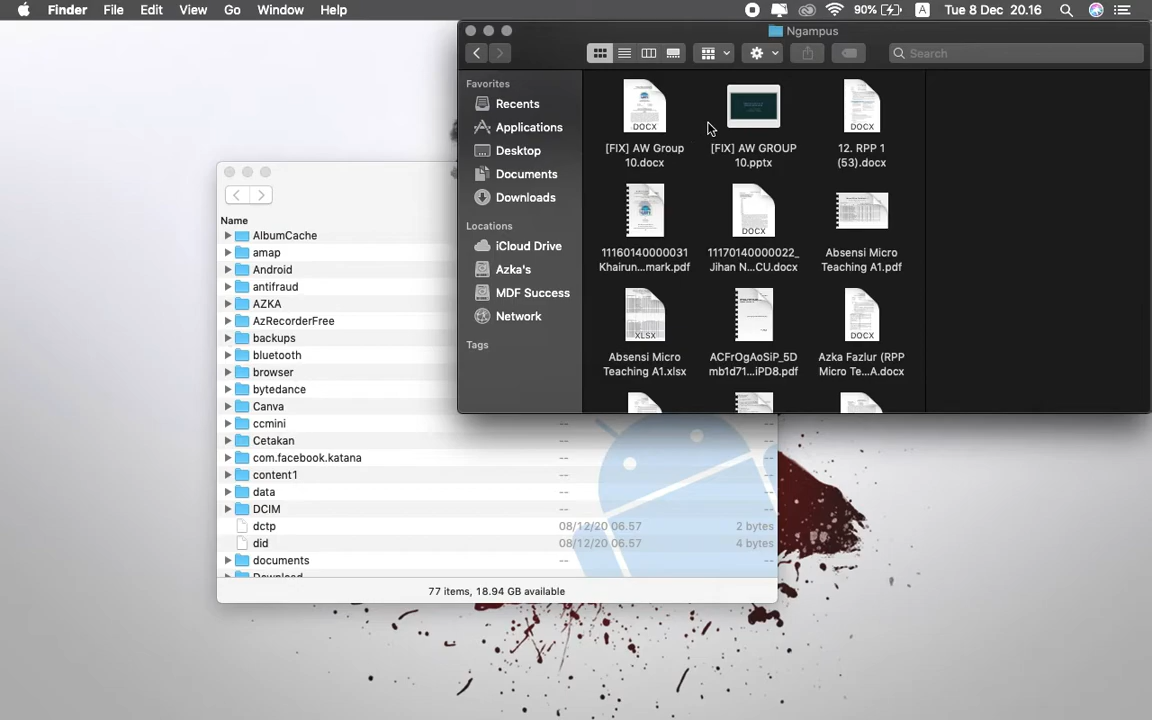 Finder File Edit View Go Window Help 90% A Tue 8 Dec 20.16
Ngampus
Search
Favorites
Recents
Applications
Desktop
Documents
Downloads
Locations
iCloud Drive
Azka's
MDF Success
Network
Tags
DOCX
[FIX] AW Group
10.docx
[FIX] AW GROUP
10.pptx
DOCX
12. RPP 1
(53).docx
11160140000031
Khairun...mark.pdf
DOCX
11170140000022_
Jihan N...CU.docx
Absensi Micro
Teaching A1.pdf
XLSX
Absensi Micro
Teaching A1.xlsx
ACFrOgAoSiP_5D
mb1d71...iPD8.pdf
DOCX
Azka Fazlur (RPP
Micro Te...A.docx
Name
AlbumCache
amap
Android
antifraud
AZKA
AzRecorderFree
backups
bluetooth
browser
bytedance
Canva
ccmini --
Cetakan -- --
com.facebook.katana -- --
content1 -- --
data -- --
DCIM -- --
dctp 08/12/20 06.57 2 bytes
did 08/12/20 06.57 4 bytes
documents -- --
Download
77 items, 18.94 GB available